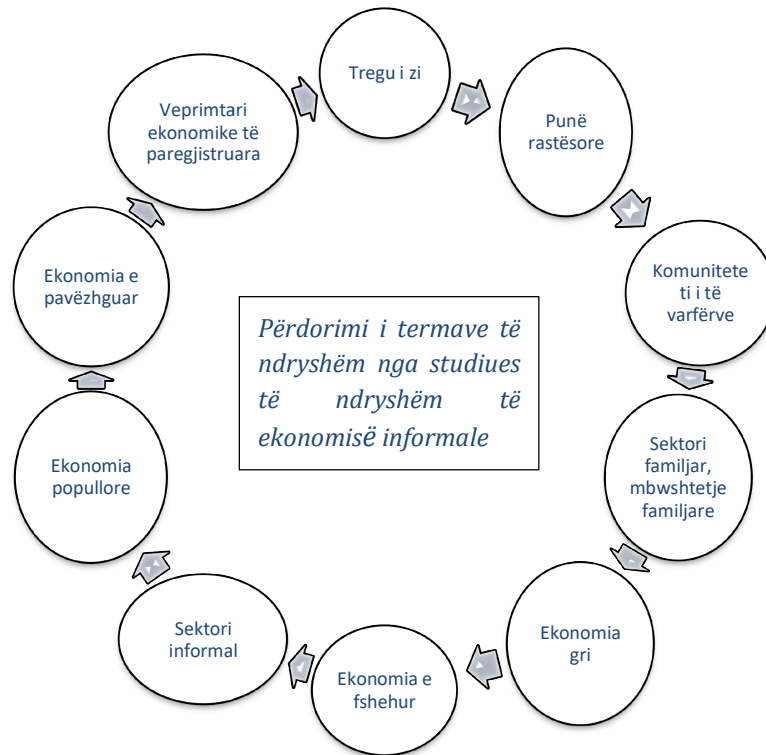 Tregu i zi
Punë
rastësore
Komunitete
ti i të
varfërve
Sektori
familjar,
mbwshtetje
familjare
Ekonomia
gri
Ekonomia e
fshehur
Sektori
informal
Ekonomia
popullore
Ekonomia e
pavëzhguar
Veprimtari
ekonomike të
paregjistruara
Përdorimi i termave të
ndryshëm nga studiues
të ndryshëm të
ekonomisë informale